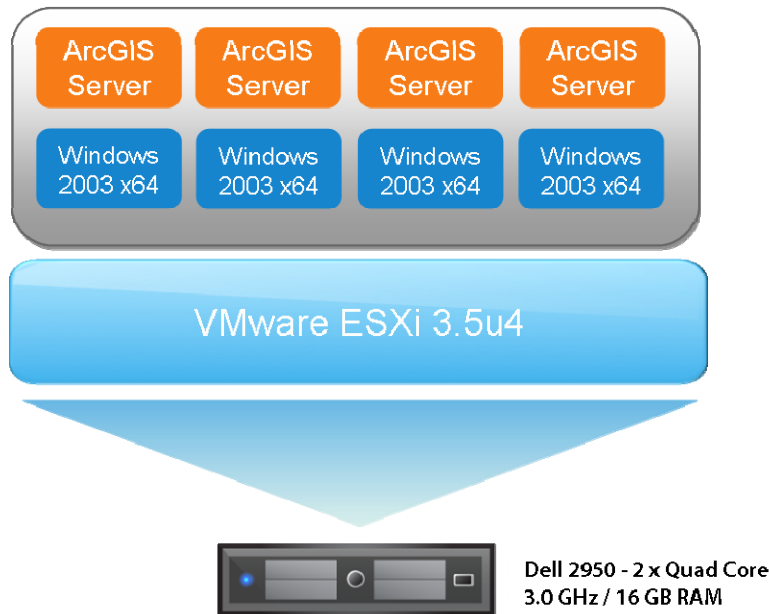 ArcGIS
Server
ArcGIS
Server
ArcGIS
Server
ArcGIS
Server
Windows
2003 x64
Windows
2003 x64
Windows
2003 x64
Windows
2003 x64
VMware ESXi 3.5u4
Dell 2950 - 2 x Quad Core
3.0 GHz / 16 GB RAM